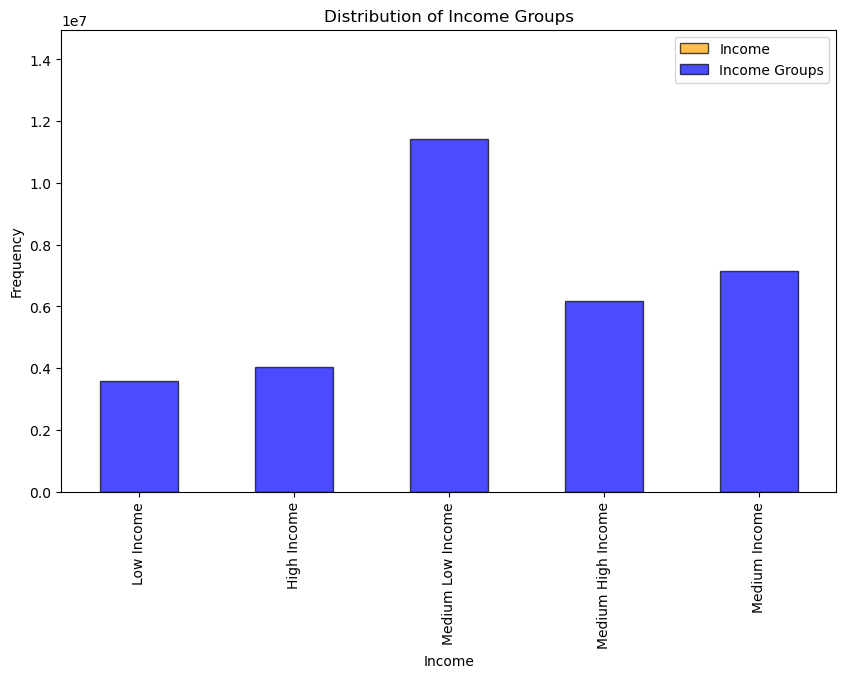 Distribution of Income Groups
1e7
Income
Income Groups
1.4
1.2
1.0
0.8
0.6
0.4
0.2
0.0
Frequency
Low Income
High Income
Medium Low Income
Medium High Income
Medium Income
Income